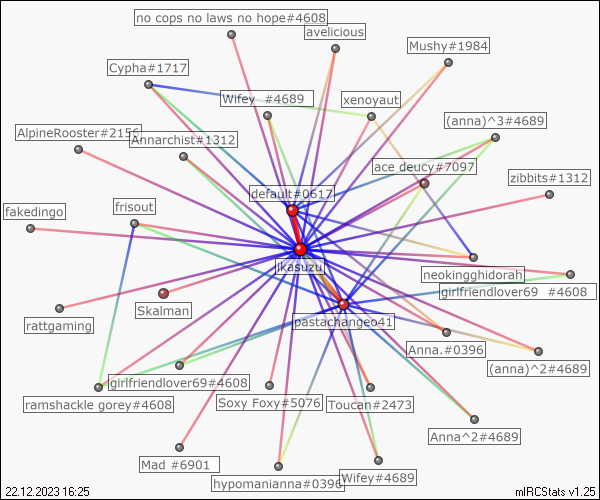 no cops no laws no hope#4608
avelicious
Mushy#1984
Cypha#1717
Wifey #4689
xenoyaut
(anna)^3#4689
AlpineRooster#2156
Annarchist#1312
ace_deucy#7097
zibbits#1312
default#0617
fakedingo
frisout
jkasuzu
neokingghidorah
girlfriendlover69 #4608
Skalman
pastachangeo41
rattgaming
Anna.#0396
(anna)^2#4689
girlfriendlover69#4608
ramshackle gorey#4608
Soxy Foxy#5076
Toucan#2473
Anna^2#4689
Mad #6901
hypomanianna#0396
Wifey#4689
22.12.2023 16:25
mIRCStats v1.25